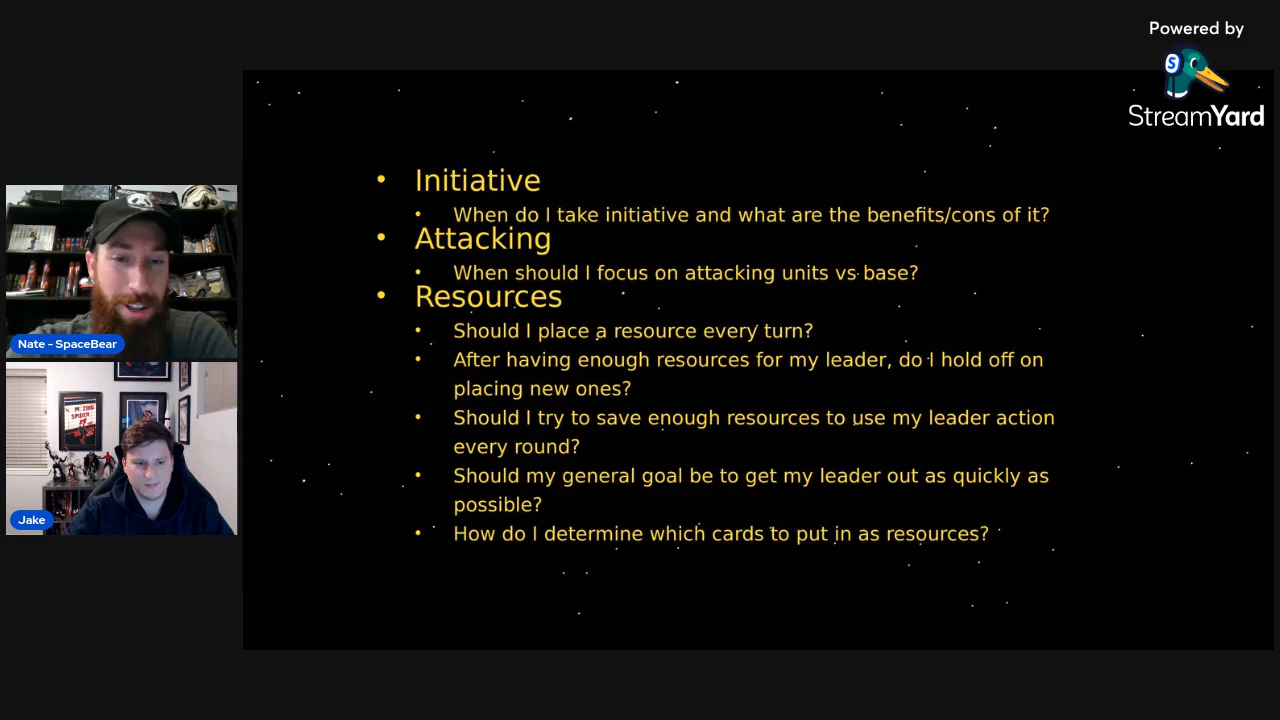 Powered by
StreamYard
• Initiative
• When do I take initiative and what are the benefits/cons of it?
• Attacking
• When should I focus on attacking units vs base?
• Resources
• Should I place a resource every turn?
• After having enough resources for my leader, do I hold off on
placing new ones?
• Should I try to save enough resources to use my leader action
every round?
• Should my general goal be to get my leader out as quickly as
possible?
• How do I determine which cards to put in as resources?
Nate - SpaceBear
SPIDER
Jake